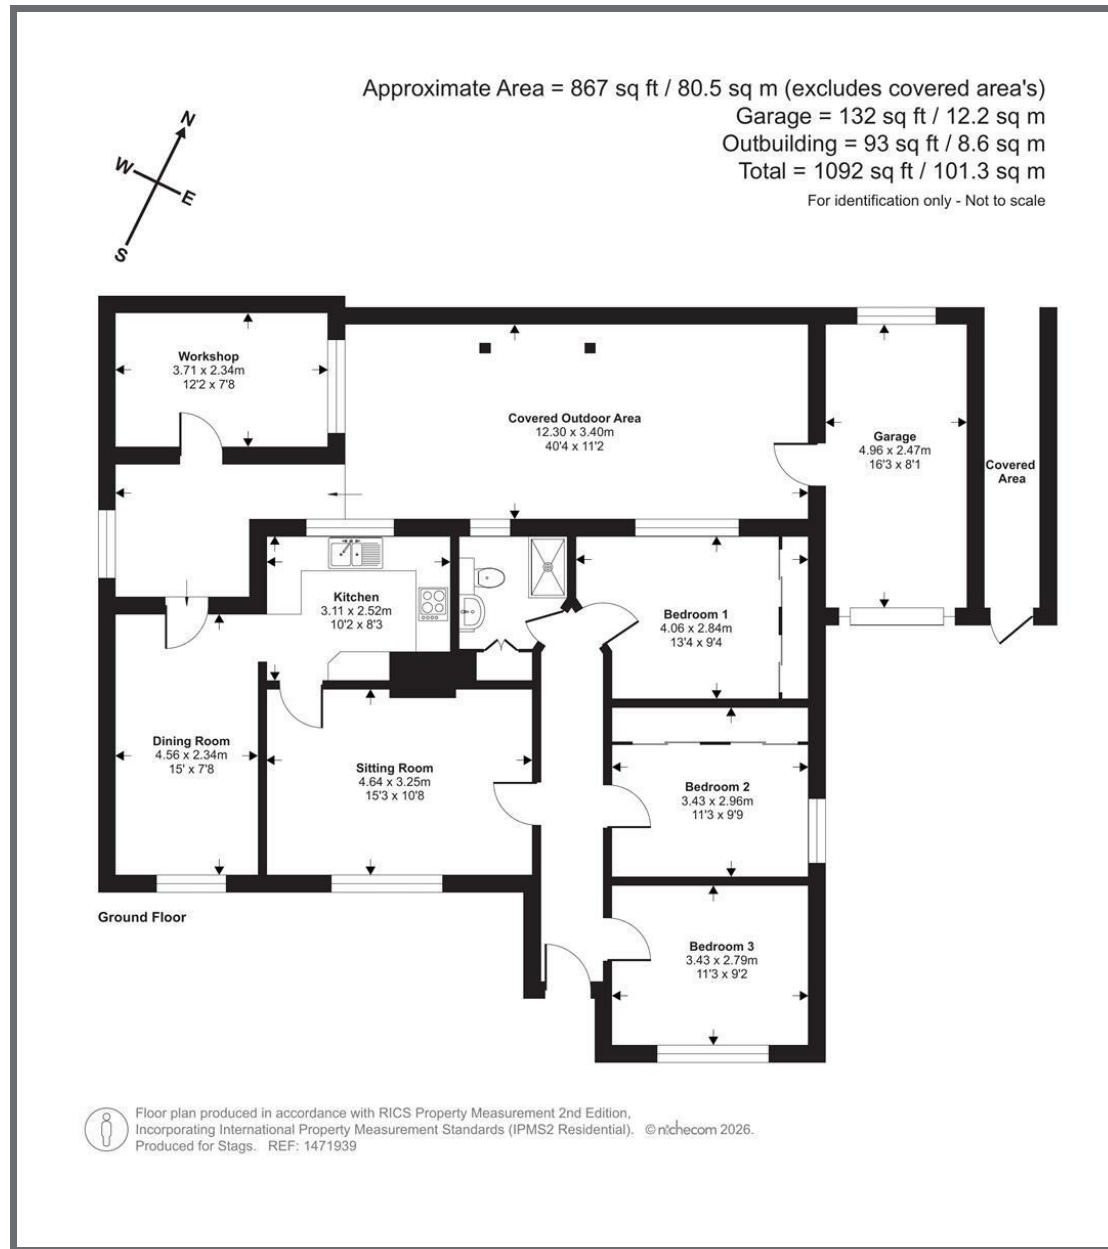 Approximate Area = 867 sq ft / 80.5 sq m (excludes covered area's)
Garage = 132 sq ft / 12.2 sq m
Outbuilding = 93 sq ft / 8.6 sq m
Total = 1092 sq ft / 101.3 sq m
For identification only - Not to scale
N
W
E
S
Workshop
3.71 x 2.34m
12'2 x 7'8
Covered Outdoor Area
12.30 x 3.40m
40'4 x 11'2
Garage
4.96 x 2.47m
16'3 x 8'1
Covered
Area
Kitchen
3.11 x 2.52m
10'2 x 8'3
Bedroom 1
4.06 x 2.84m
13'4 x 9'4
Dining Room
4.56 x 2.34m
15' x 7'8
Sitting Room
4.64 x 3.25m
15'3 x 10'8
Bedroom 2
3.43 x 2.96m
11'3 x 9'9
Bedroom 3
3.43 x 2.79m
11'3 x 9'2
Ground Floor
Floor plan produced in accordance with RICS Property Measurement 2nd Edition,
Incorporating International Property Measurement Standards (IPMS2 Residential). © nichecom 2026.
Produced for Stags. REF: 1471939